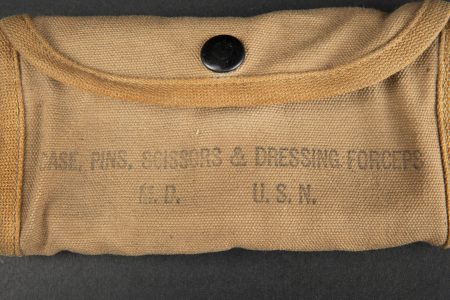 CASE, PINS, SCISSORS & DRESSING FORCEPS
M. D. U. S. N.